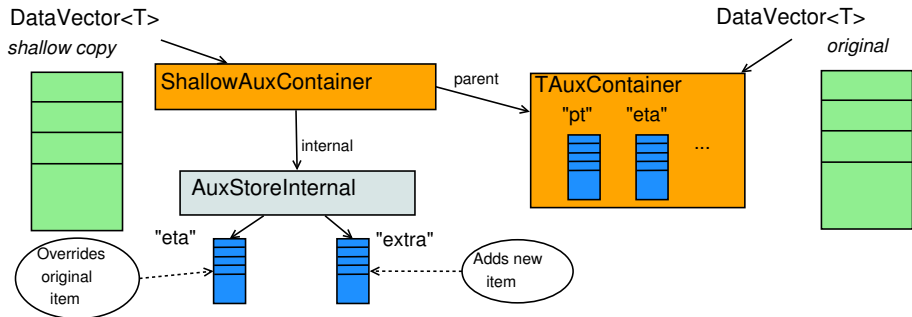 DataVector<T>
shallow copy
DataVector<T>
original
ShallowAuxContainer
parent
TAuxContainer
"pt"
"eta"
...
internal
AuxStoreInternal
"eta"
"extra"
Overrides
original
item
Adds new
item